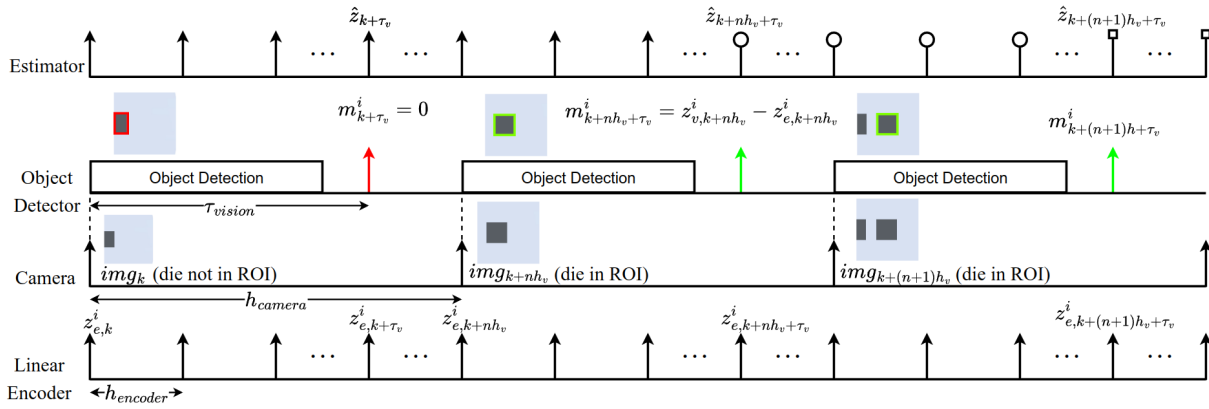 ẑ_{k+τ_v} ẑ_{k+nh_v+τ_v} ẑ_{k+(n+1)h_v+τ_v}
... ... ... ... ... ...
Estimator
m^i_{k+τ_v} = 0 m^i_{k+nh_v+τ_v} = z^i_{v,k+nh_v} − z^i_{e,k+nh_v} m^i_{k+(n+1)h+τ_v}
Object Detection Object Detection Object Detection
Object
Detector
τ_{vision}
img_k (die not in ROI) img_{k+nh_v} (die in ROI) img_{k+(n+1)h_v} (die in ROI)
Camera
h_{camera}
z^i_{e,k} z^i_{e,k+τ_v} z^i_{e,k+nh_v} z^i_{e,k+nh_v+τ_v} z^i_{e,k+(n+1)h_v+τ_v}
... ... ... ... ... ...
Linear
Encoder
h_{encoder}